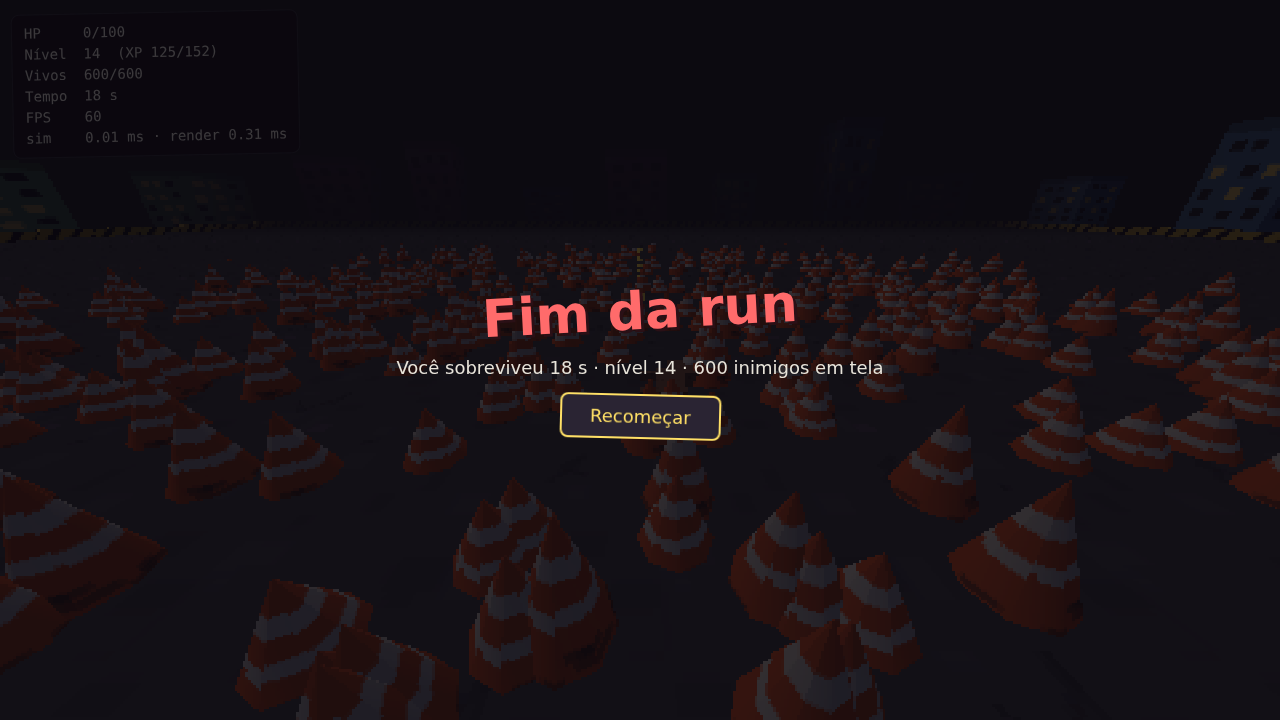 HP 0/100
Nível 14 (XP 125/152)
Vivos 600/600
Tempo 18 s
FPS 60
sim 0.01 ms · render 0.31 ms
Fim da run
Você sobreviveu 18 s · nível 14 · 600 inimigos em tela
Recomeçar